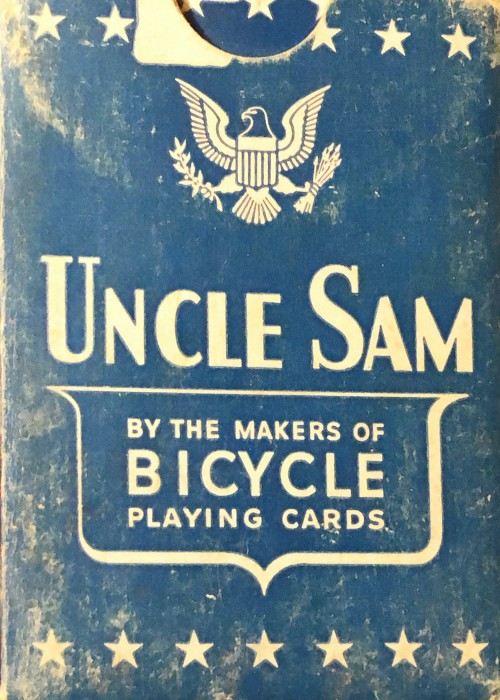 UNCLE SAM
BY THE MAKERS OF
BICYCLE
PLAYING CARDS